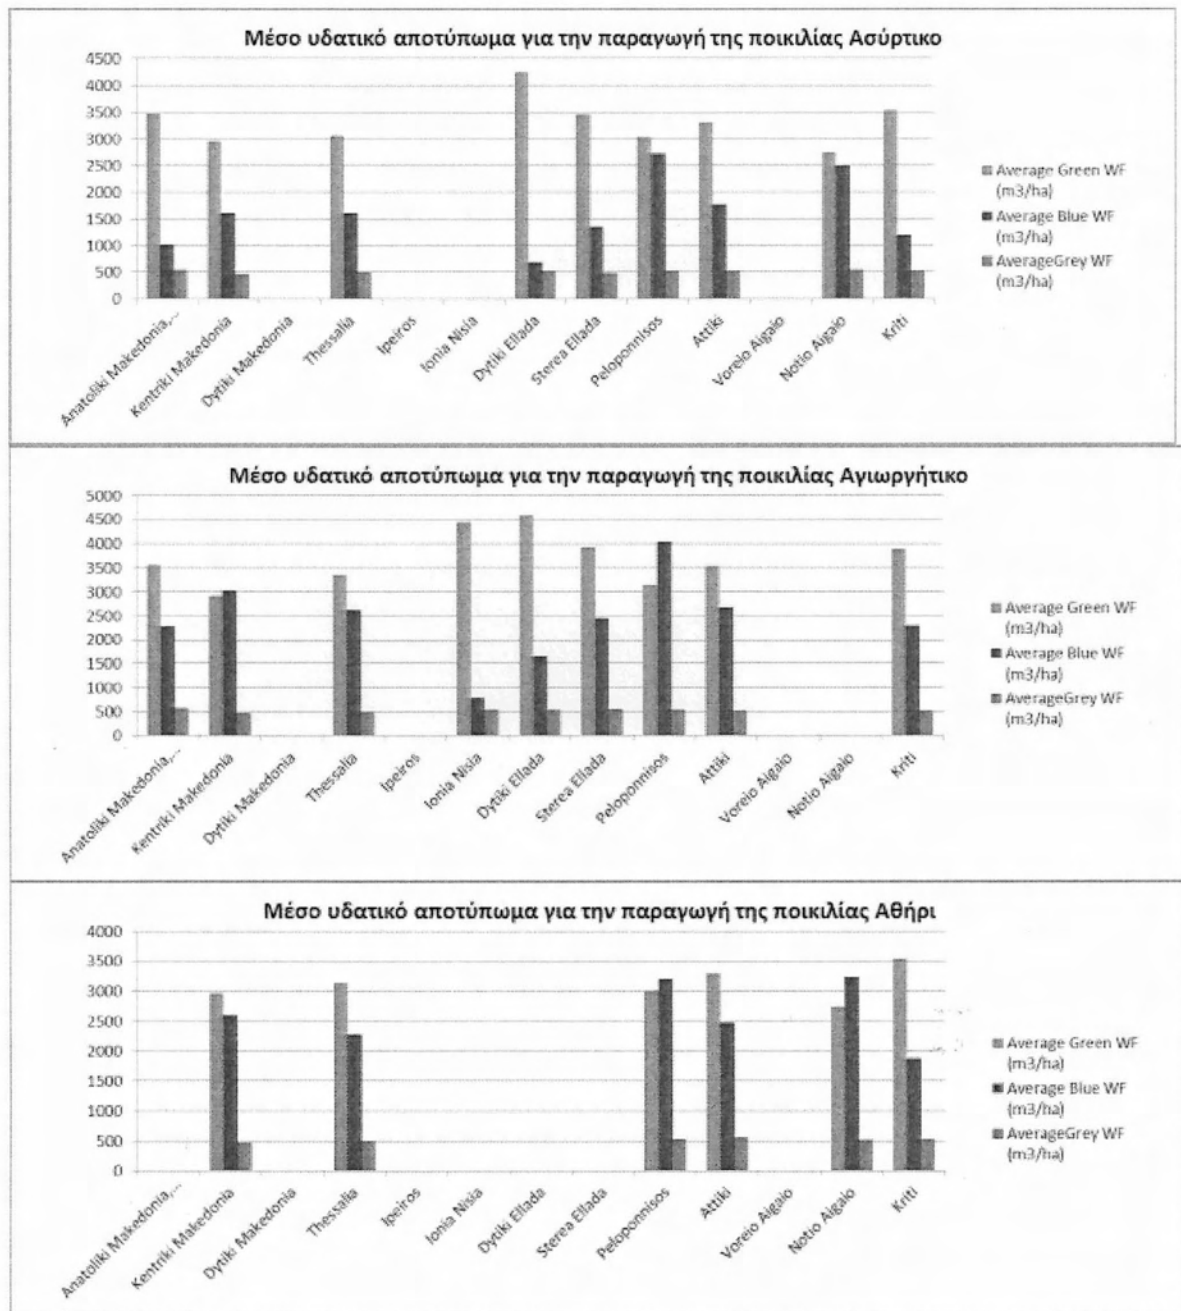 Μέσο υδατικό αποτύπωμα για την παραγωγή της ποικιλίας Ασύρτικο
4500
4000
3500
3000
2500
2000
1500
1000
500
0
Anatoliki Makedonia,...
Kentriki Makedonia
Dytiki Makedonia
Thessalia
Ipeiros
Ionia Nisia
Dytiki Ellada
Sterea Ellada
Peloponnisos
Attiki
Voreio Aigaio
Notio Aigaio
Kriti
Average Green WF
(m3/ha)
Average Blue WF
(m3/ha)
AverageGrey WF
(m3/ha)
Μέσο υδατικό αποτύπωμα για την παραγωγή της ποικιλίας Αγιωργήτικο
5000
4500
4000
3500
3000
2500
2000
1500
1000
500
0
Anatoliki Makedonia,...
Kentriki Makedonia
Dytiki Makedonia
Thessalia
Ipeiros
Ionia Nisia
Dytiki Ellada
Sterea Ellada
Peloponnisos
Attiki
Voreio Aigaio
Notio Aigaio
Kriti
Average Green WF
(m3/ha)
Average Blue WF
(m3/ha)
AverageGrey WF
(m3/ha)
Μέσο υδατικό αποτύπωμα για την παραγωγή της ποικιλίας Αθήρι
4000
3500
3000
2500
2000
1500
1000
500
0
Anatoliki Makedonia,...
Kentriki Makedonia
Dytiki Makedonia
Thessalia
Ipeiros
Ionia Nisia
Dytiki Ellada
Sterea Ellada
Peloponnisos
Attiki
Voreio Aigaio
Notio Aigaio
Kriti
Average Green WF
(m3/ha)
Average Blue WF
(m3/ha)
AverageGrey WF
(m3/ha)